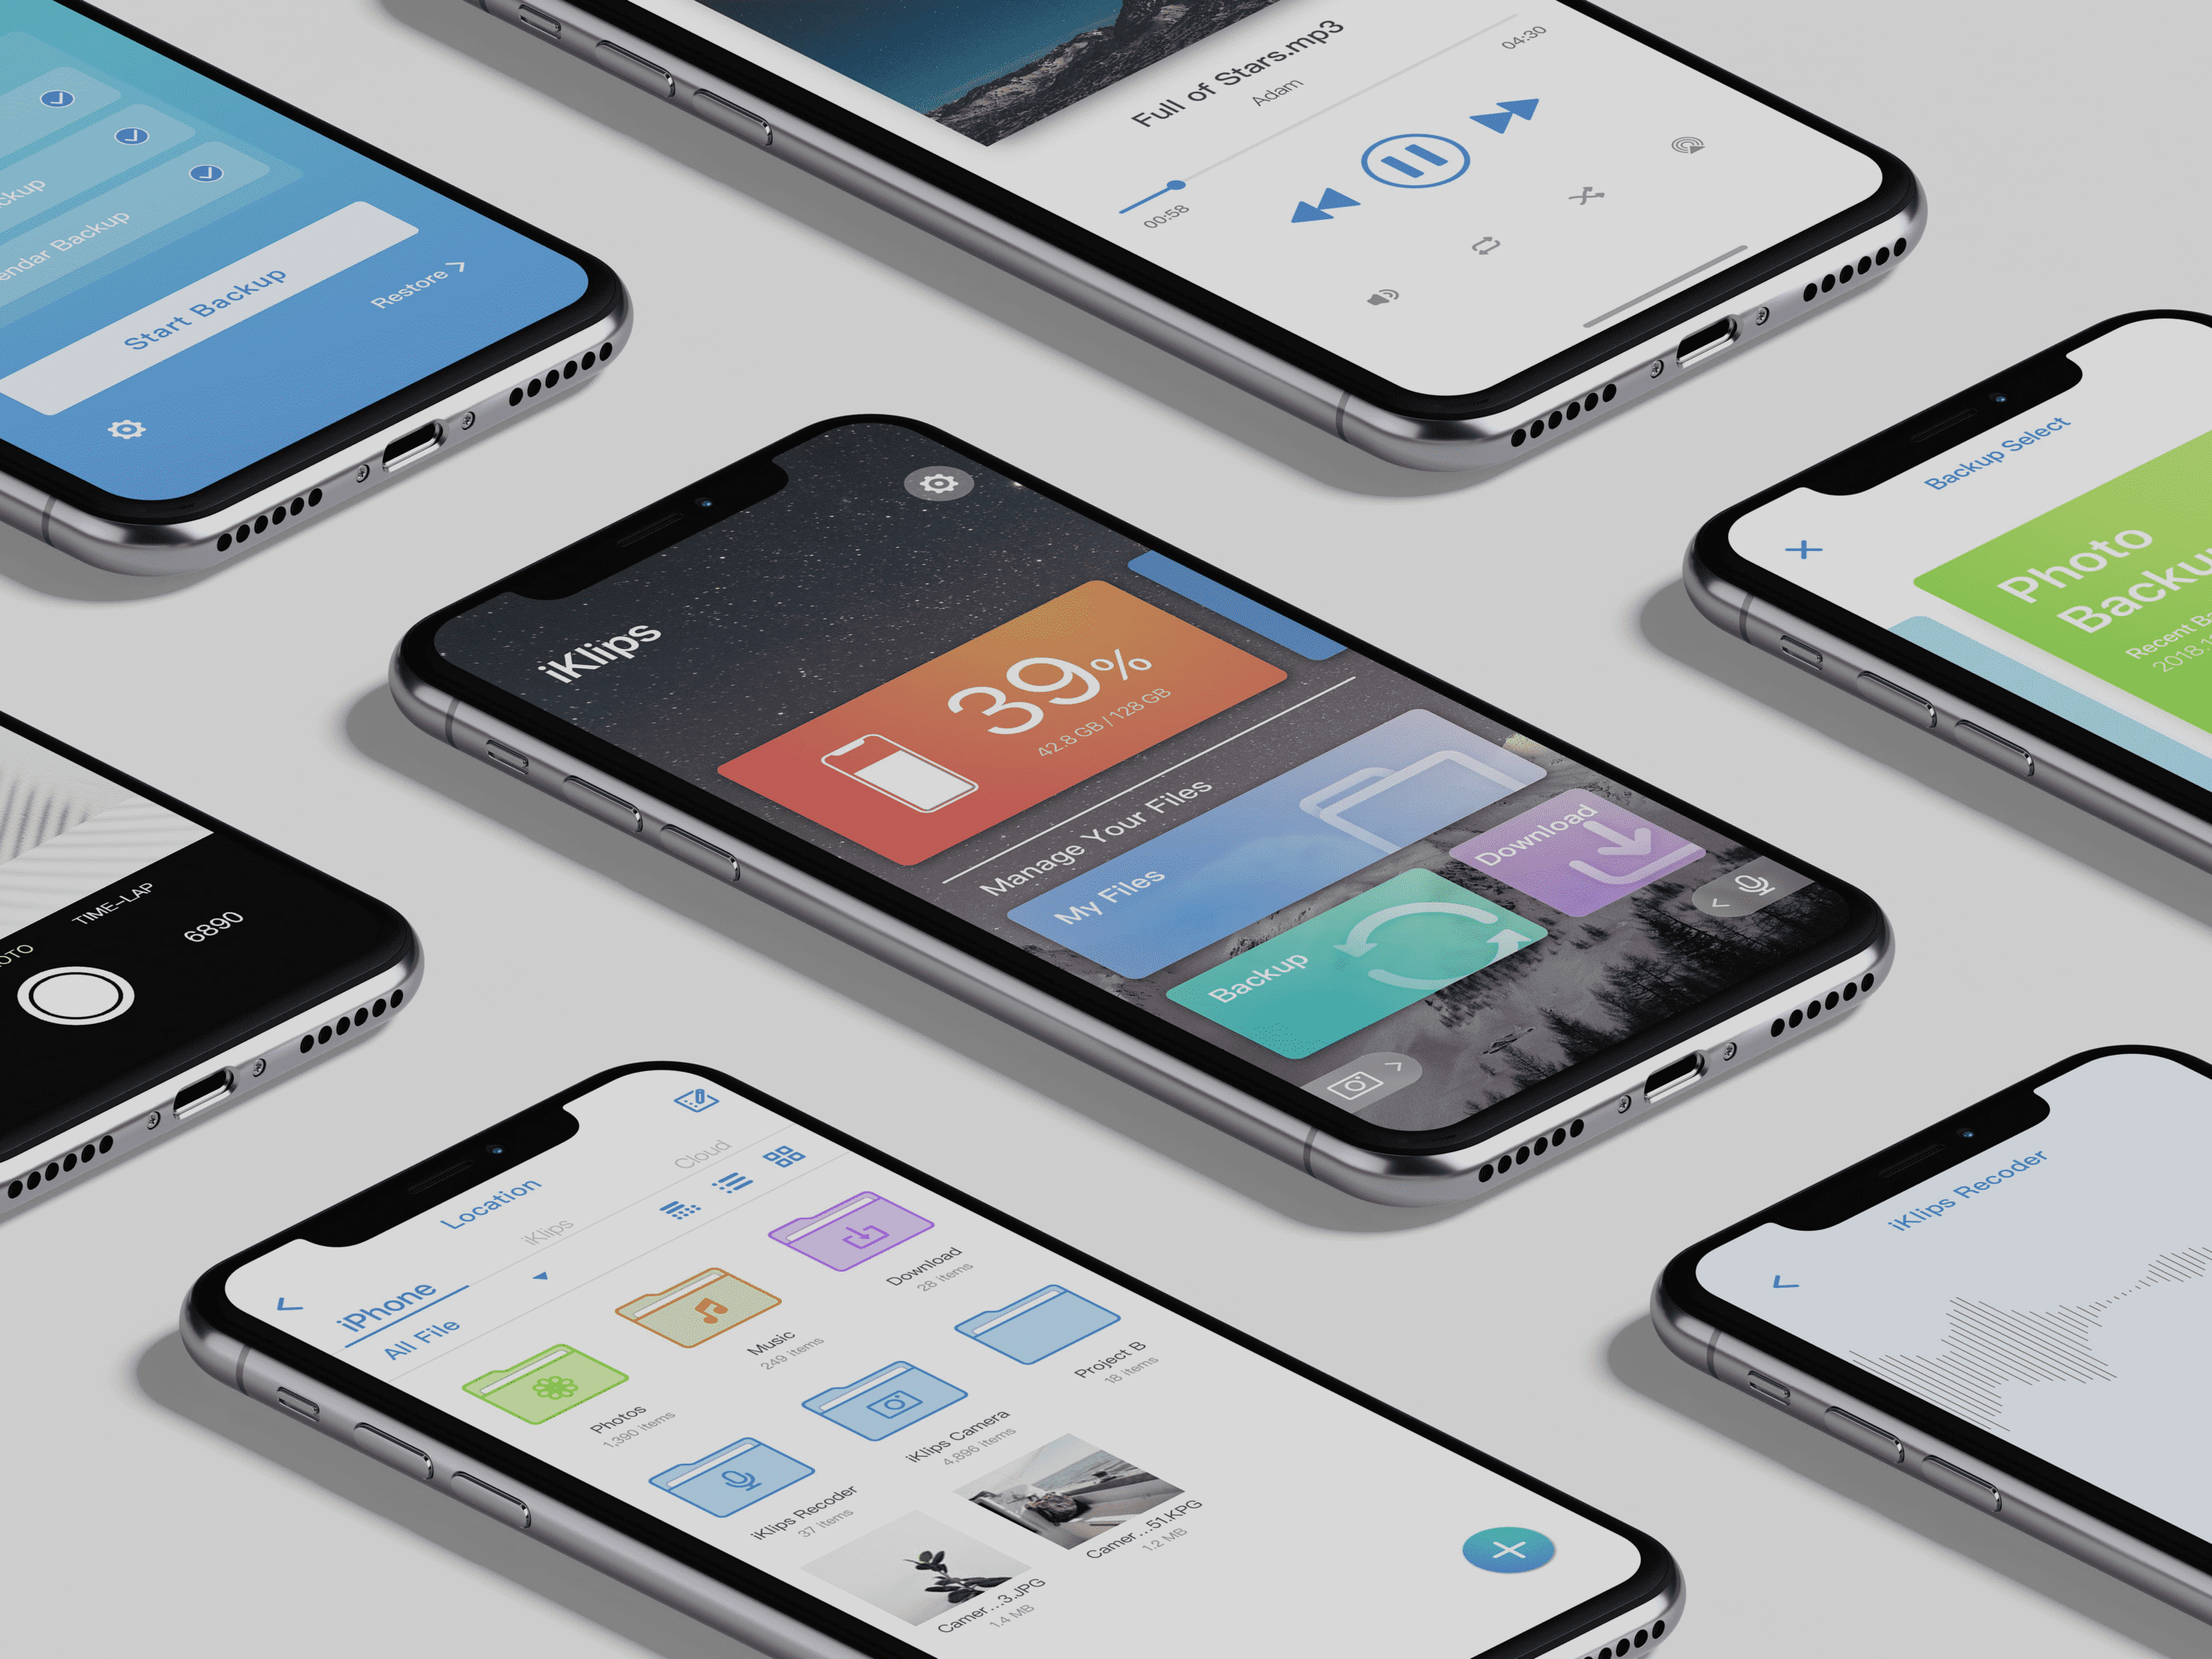 ckup
endar Backup
Start Backup
Restore
Full of Stars.mp3
Adam
00:58
04:30
Backup Select
Photo
Backu
Recent Ba
2018.1
iKlips
39%
42.8 GB / 128 GB
Manage Your Files
My Files
Download
Backup
OTO
TIME-LAP
6890
Location
iPhone
iKlips
Cloud
All File
Photos
1,390 items
Music
249 items
Download
28 items
iKlips Recoder
37 items
iKlips Camera
4,896 items
Project B
18 items
Camer...3.JPG
1.4 MB
Camer...51.KPG
1.2 MB
iKlips Recoder